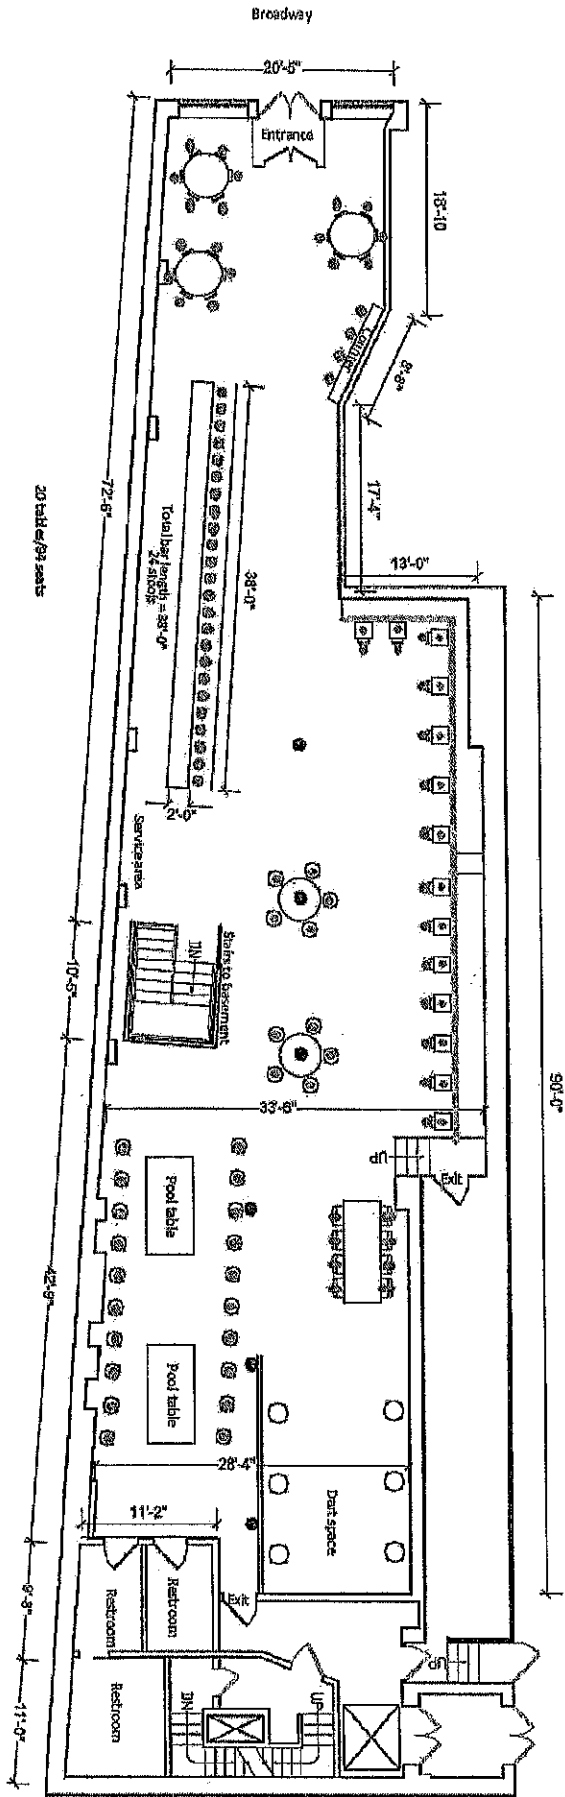 Broadway
20'-5"
Entrance
18'-10
Counter
8'-8"
17'-4"
13'-0"
72'-6"
20 tables/94 seats
Total bar length = 38'-0"
24 stools
38'-0"
2'-0"
Service area
Stairs to basement
DN
10'-5"
90'-0"
33'-6"
UP
Exit
Pool table
Pool table
42'-9"
28'-4"
Dart space
11'-2"
Exit
Restroom
Restroom
9'-8"
UP
Restroom
DN
UP
11'-0"